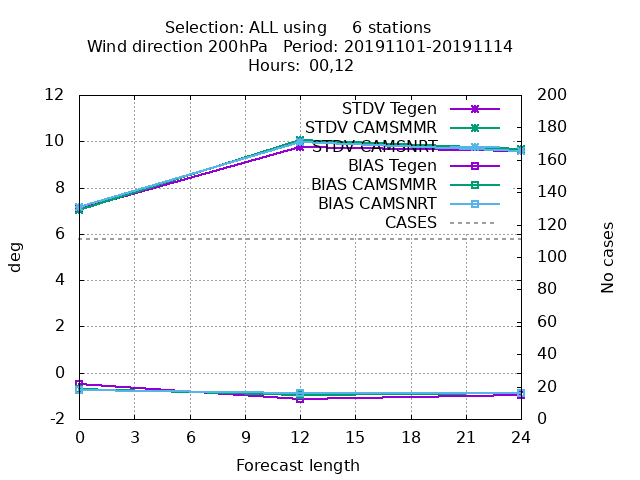 Selection: ALL using     6 stations
Wind direction 200hPa   Period: 20191101-20191114
Hours:  00,12
STDV Tegen
STDV CAMSMMR
STDV CAMSNRT
BIAS Tegen
BIAS CAMSMMR
BIAS CAMSNRT
CASES
12
10
8
6
4
2
0
-2
deg
200
180
160
140
120
100
80
60
40
20
0
No cases
0 3 6 9 12 15 18 21 24
Forecast length